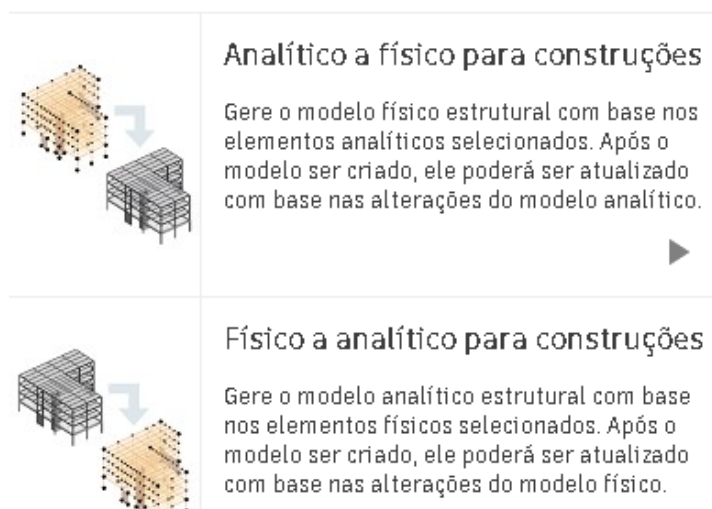 Analítico a físico para construções
Gere o modelo físico estrutural com base nos
elementos analíticos selecionados. Após o
modelo ser criado, ele poderá ser atualizado
com base nas alterações do modelo analítico.
Físico a analítico para construções
Gere o modelo analítico estrutural com base
nos elementos físicos selecionados. Após o
modelo ser criado, ele poderá ser atualizado
com base nas alterações do modelo físico.